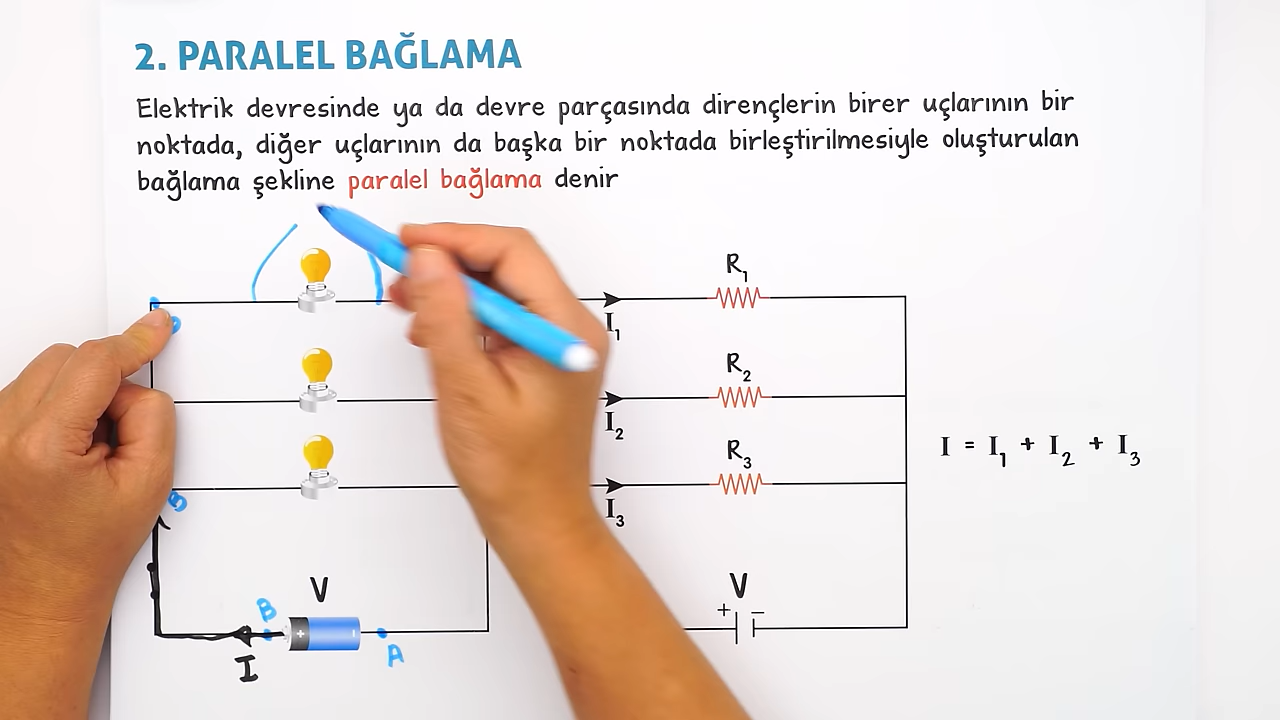 2. PARALEL BAĞLAMA
Elektrik devresinde ya da devre parçasında dirençlerin birer uçlarının bir
noktada, diğer uçlarının da başka bir noktada birleştirilmesiyle oluşturulan
bağlama şekline paralel bağlama denir
R1
I1
R2
I2
R3
I3
I = I1 + I2 + I3
B
V
+ -
B
A
I
V
+ −